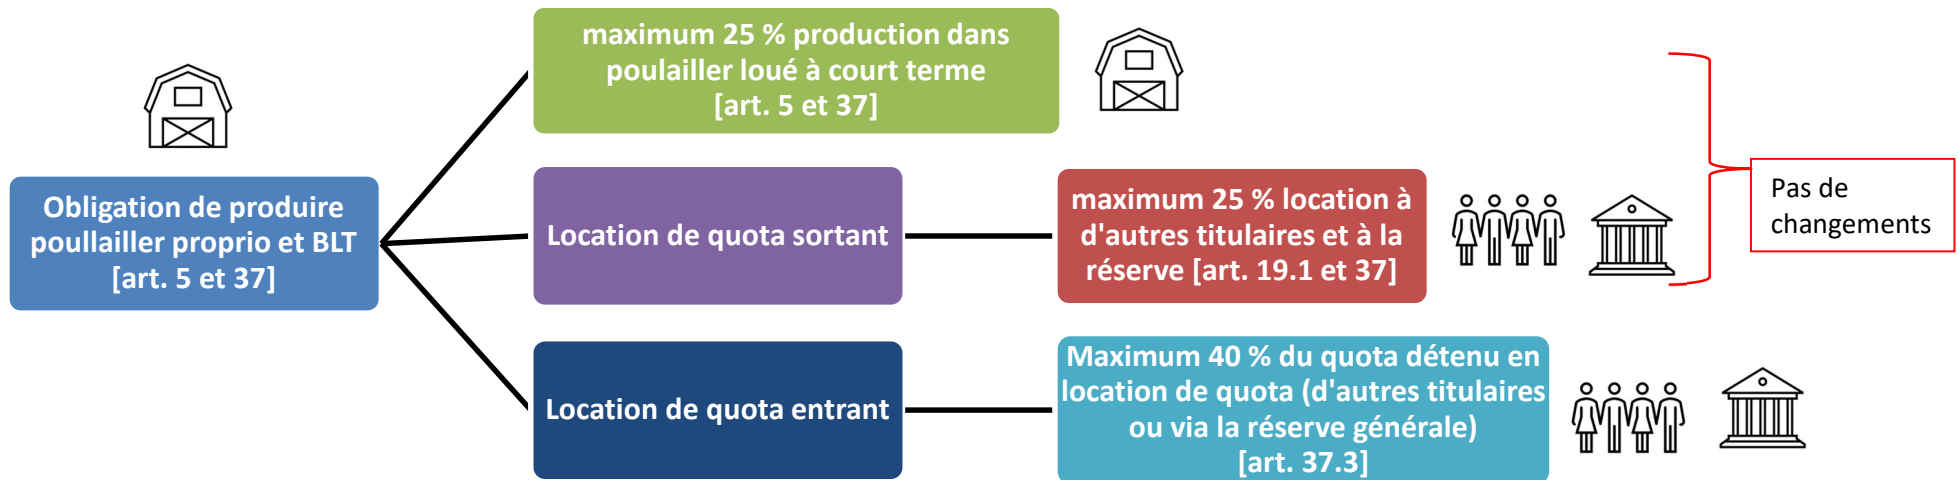 maximum 25 % production dans
poulailler loué à court terme
[art. 5 et 37]
Obligation de produire
poullailler proprio et BLT
[art. 5 et 37]
Location de quota sortant
maximum 25 % location à
d'autres titulaires et à la
réserve [art. 19.1 et 37]
Pas de
changements
Location de quota entrant
Maximum 40 % du quota détenu en
location de quota (d'autres titulaires
ou via la réserve générale)
[art. 37.3]